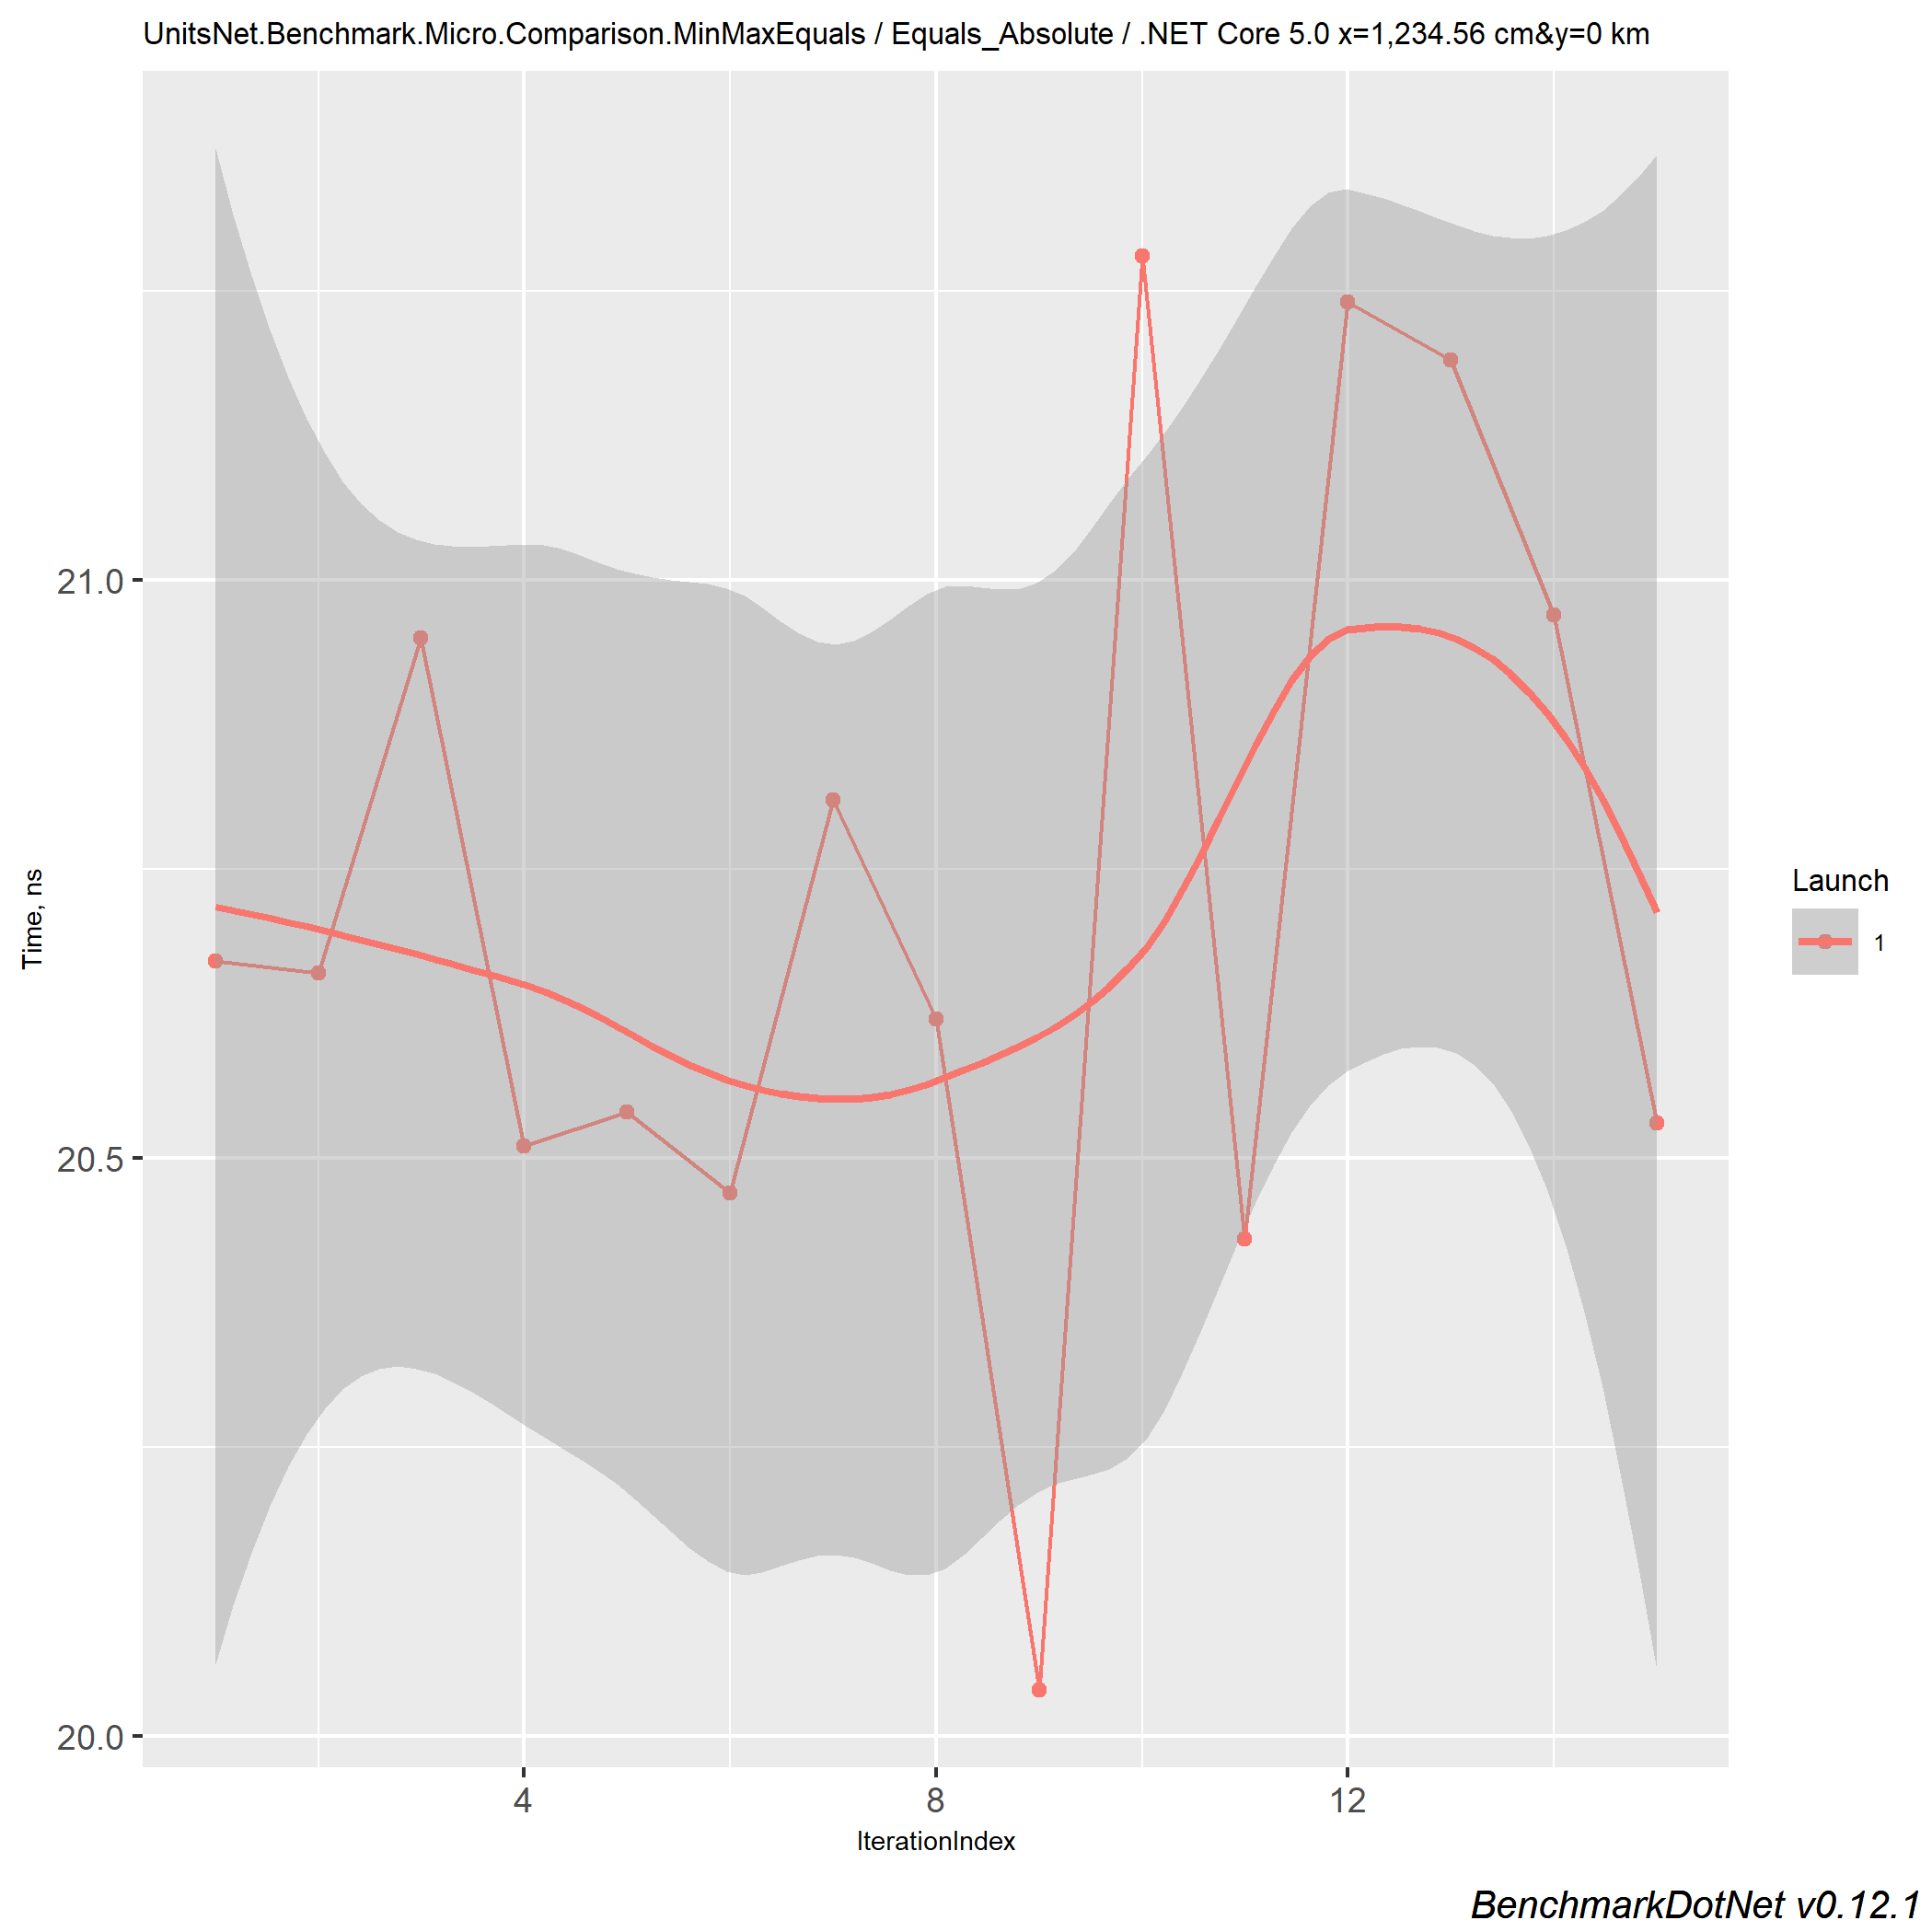 UnitsNet.Benchmark.Micro.Comparison.MinMaxEquals / Equals_Absolute / .NET Core 5.0 x=1,234.56 cm&y=0 km
21.0
20.5
20.0
Time, ns
4 8 12
IterationIndex
Launch
1
BenchmarkDotNet v0.12.1